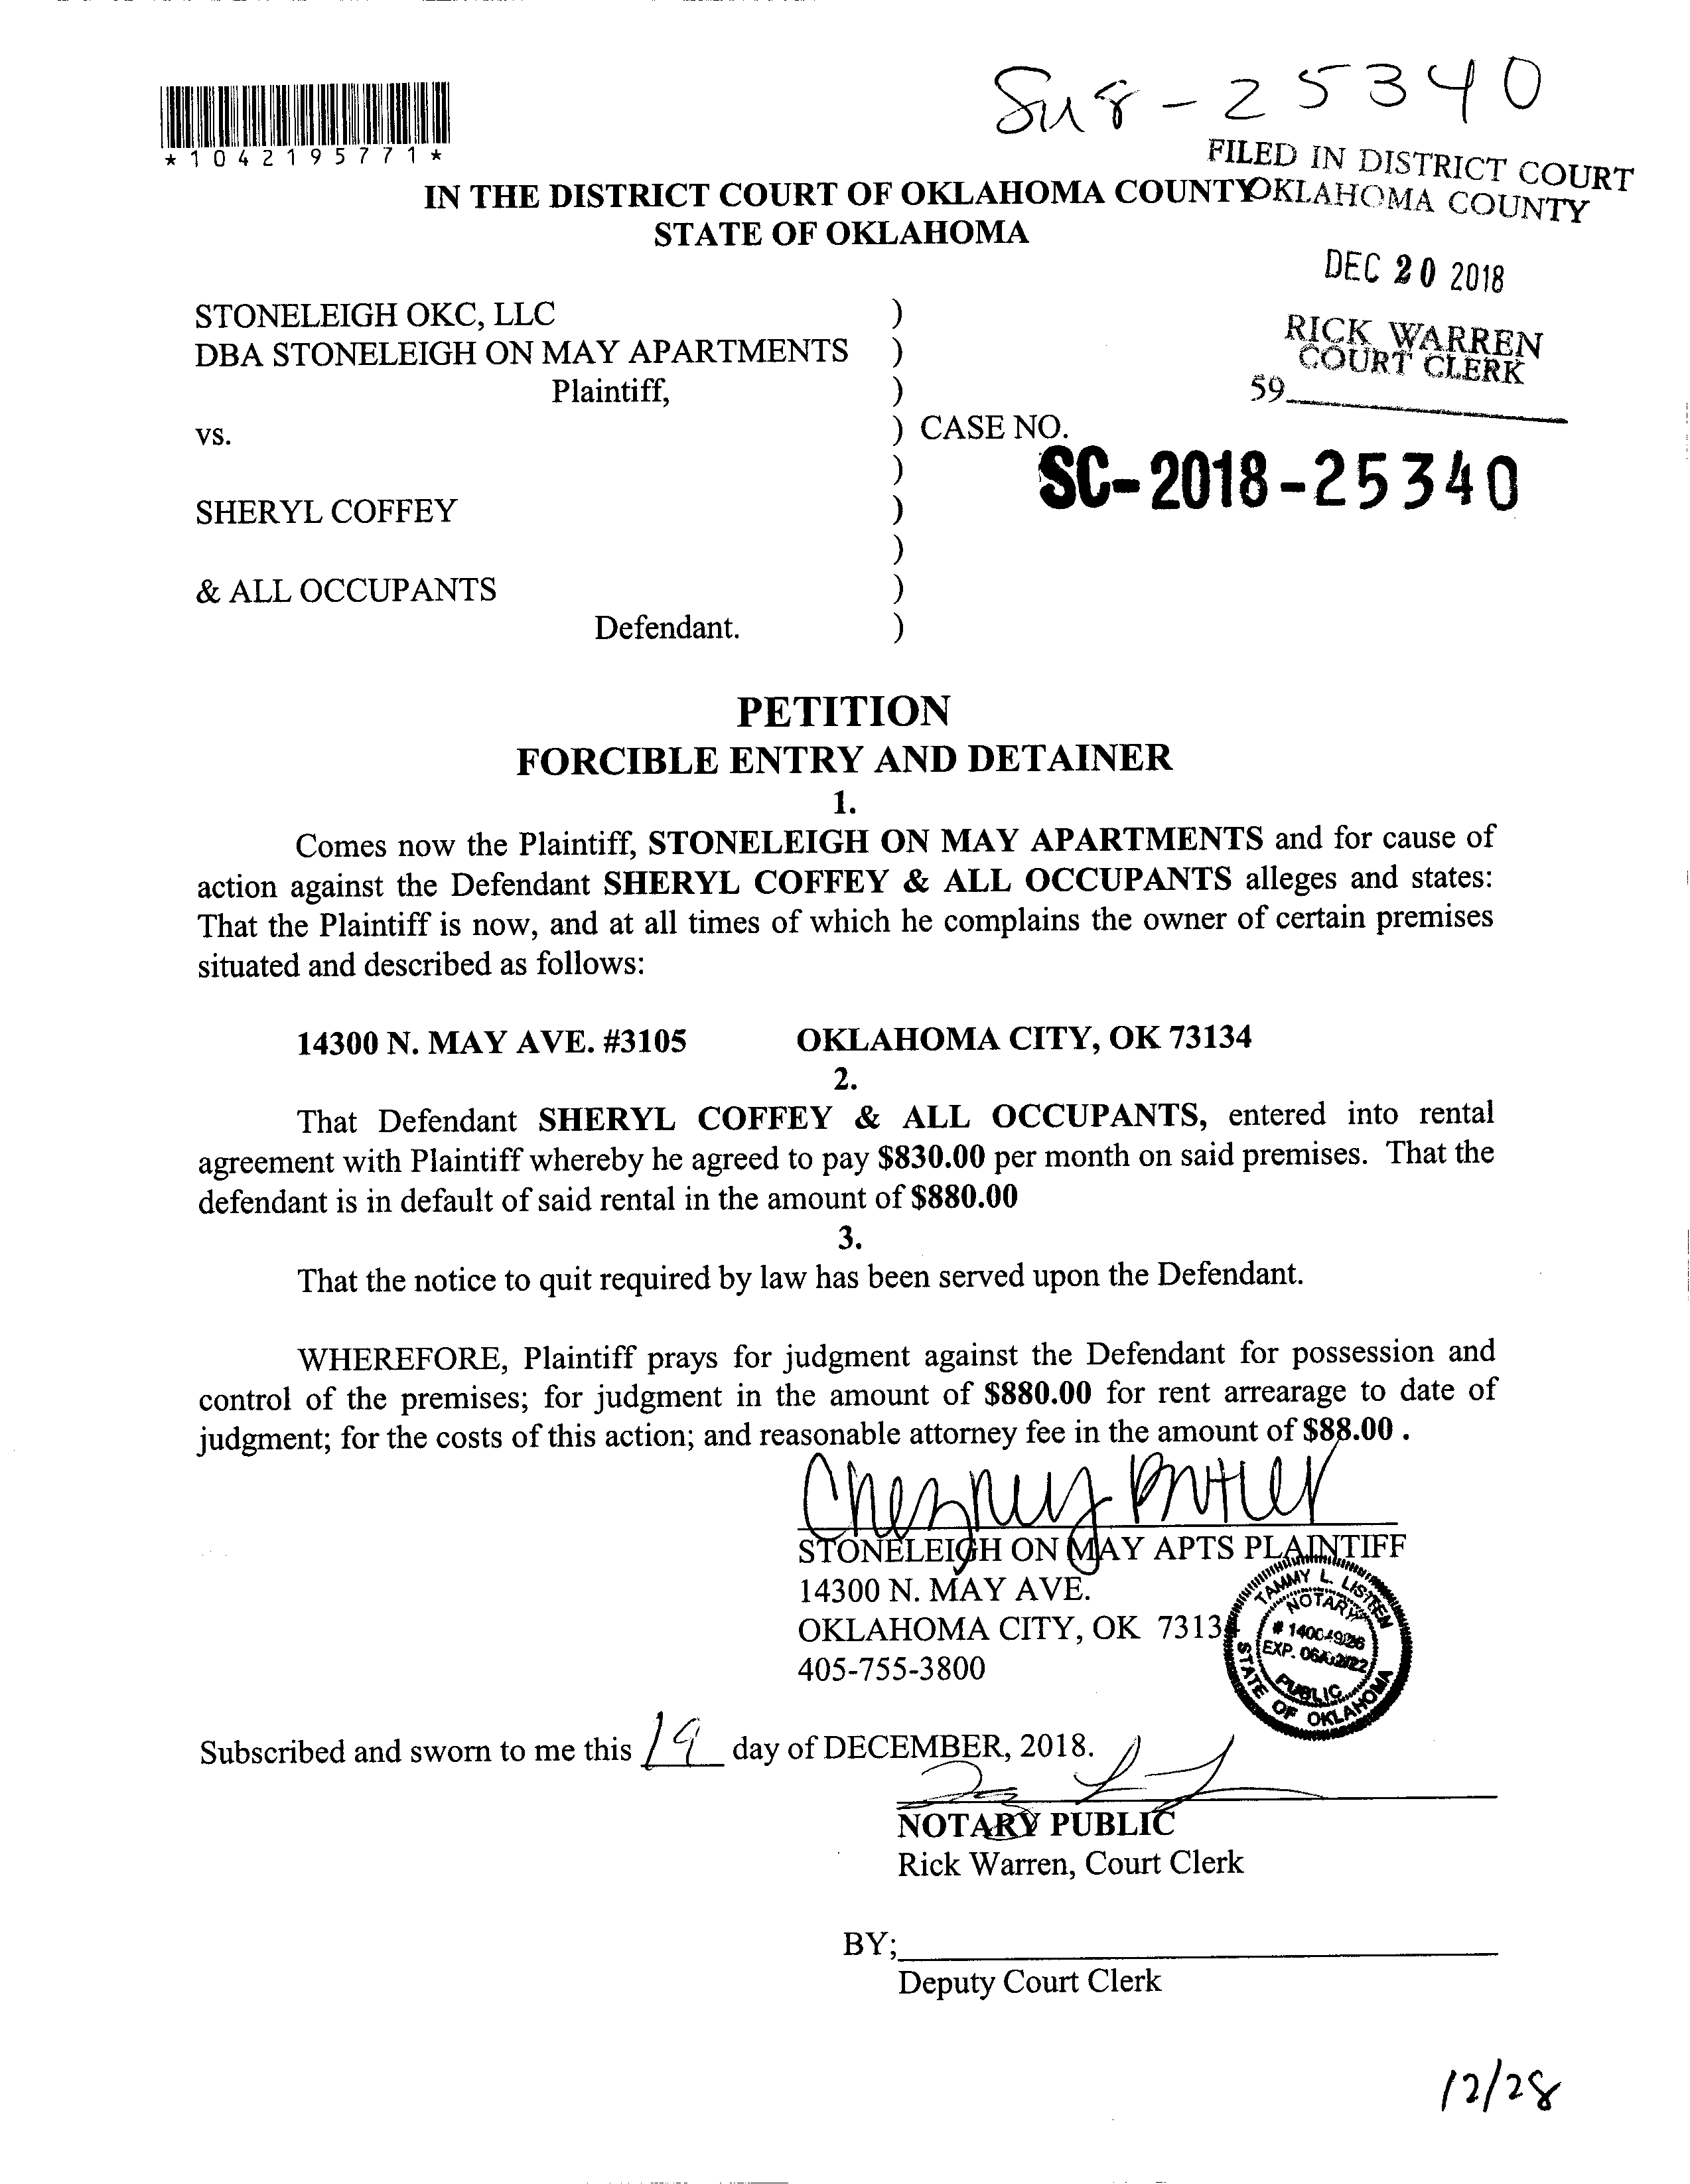 *1042195771*
25340
FILED IN DISTRICT COURT
OKLAHOMA COUNTY
IN THE DISTRICT COURT OF OKLAHOMA COUNTY
STATE OF OKLAHOMA
DEC 20 2018
RICK WARREN
COURT CLERK
59
STONELEIGH OKC, LLC )
DBA STONELEIGH ON MAY APARTMENTS )
Plaintiff, )
vs. ) CASE NO.
) SC-2018-25340
SHERYL COFFEY )
)
& ALL OCCUPANTS )
Defendant. )
PETITION
FORCIBLE ENTRY AND DETAINER
1.
Comes now the Plaintiff, STONELEIGH ON MAY APARTMENTS and for cause of
action against the Defendant SHERYL COFFEY & ALL OCCUPANTS alleges and states:
That the Plaintiff is now, and at all times of which he complains the owner of certain premises
situated and described as follows:
14300 N. MAY AVE. #3105 OKLAHOMA CITY, OK 73134
2.
That Defendant SHERYL COFFEY & ALL OCCUPANTS, entered into rental
agreement with Plaintiff whereby he agreed to pay $830.00 per month on said premises. That the
defendant is in default of said rental in the amount of $880.00
3.
That the notice to quit required by law has been served upon the Defendant.
WHEREFORE, Plaintiff prays for judgment against the Defendant for possession and
control of the premises; for judgment in the amount of $880.00 for rent arrearage to date of
judgment; for the costs of this action; and reasonable attorney fee in the amount of $88.00 .
STONELEIGH ON MAY APTS PLAINTIFF
14300 N. MAY AVE.
OKLAHOMA CITY, OK 7313
405-755-3800
TAMMY L. LISTEN
NOTARY
EXP.
PUBLIC
STATE OF OKLAHOMA
Subscribed and sworn to me this 19 day of DECEMBER, 2018.
NOTARY PUBLIC
Rick Warren, Court Clerk
BY;
Deputy Court Clerk
12/28